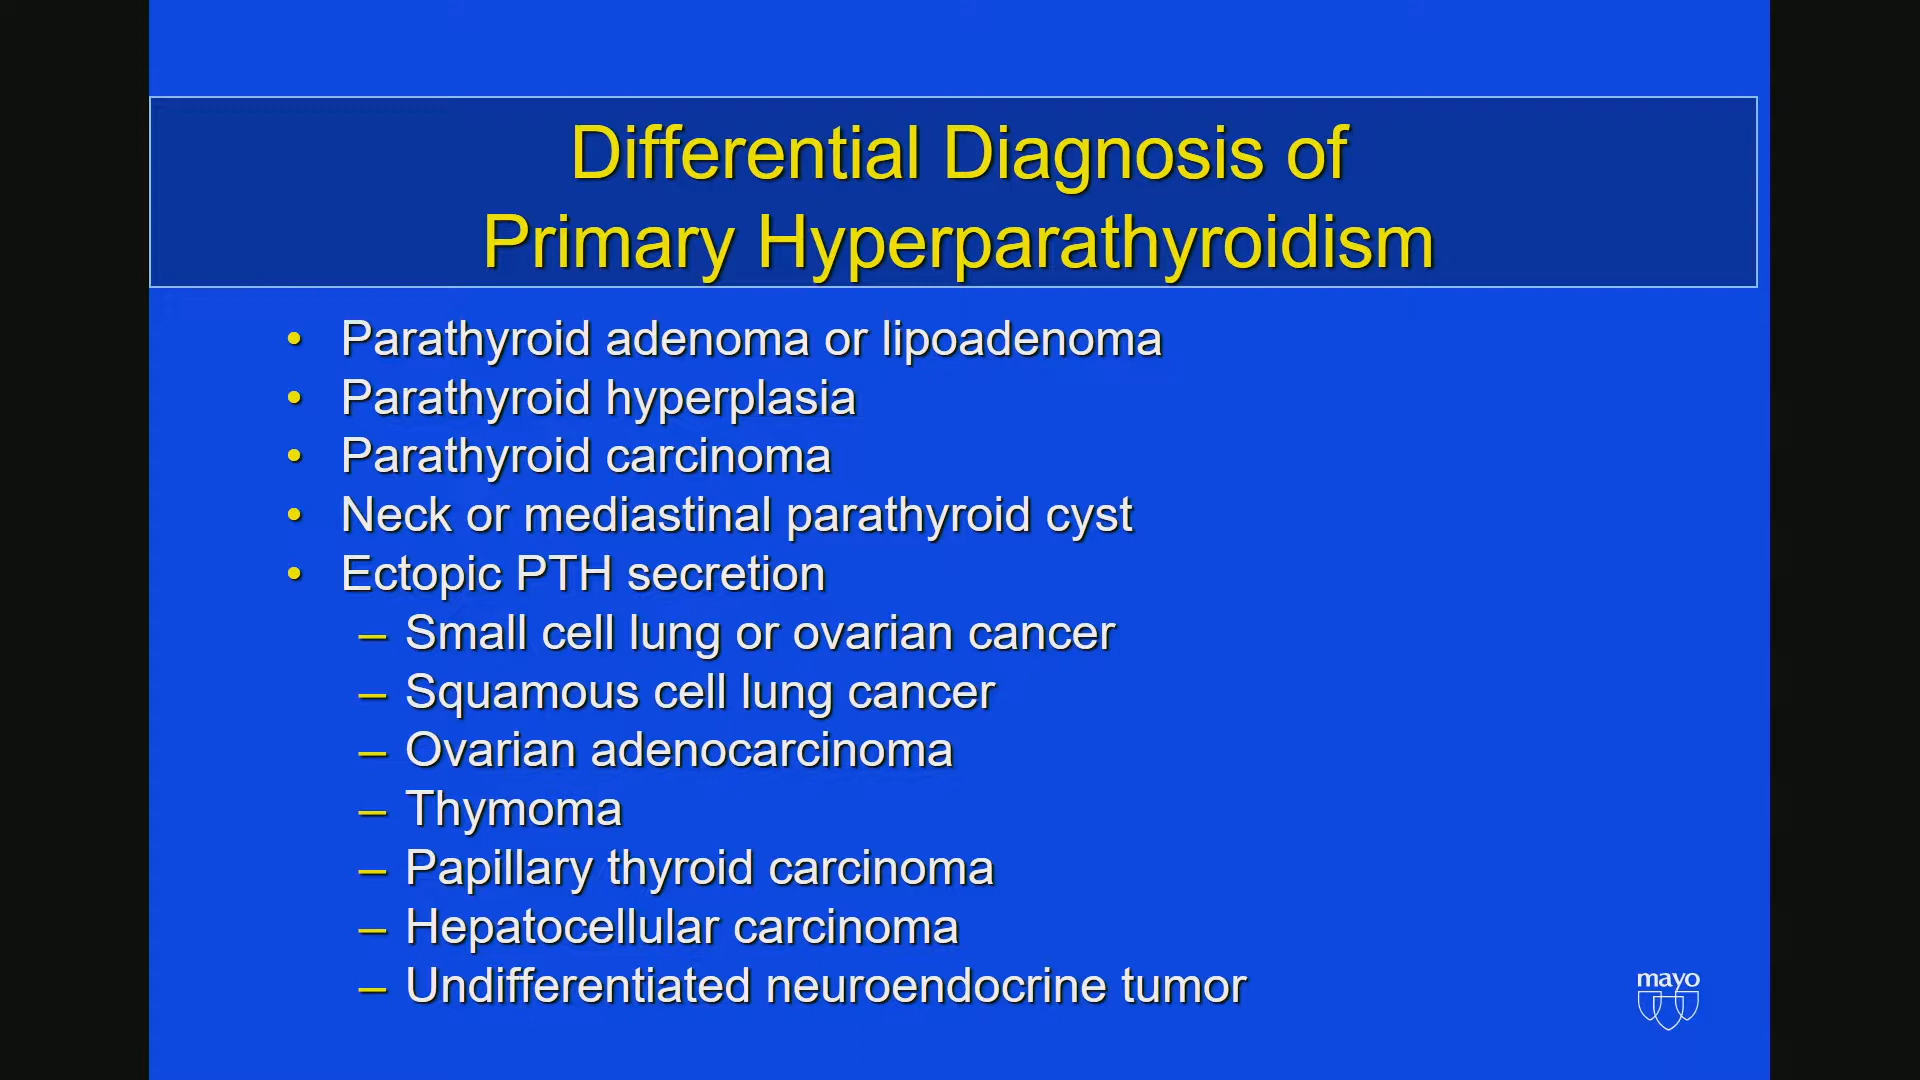 Differential Diagnosis of
Primary Hyperparathyroidism
• Parathyroid adenoma or lipoadenoma
• Parathyroid hyperplasia
• Parathyroid carcinoma
• Neck or mediastinal parathyroid cyst
• Ectopic PTH secretion
– Small cell lung or ovarian cancer
– Squamous cell lung cancer
– Ovarian adenocarcinoma
– Thymoma
– Papillary thyroid carcinoma
– Hepatocellular carcinoma
– Undifferentiated neuroendocrine tumor
mayo